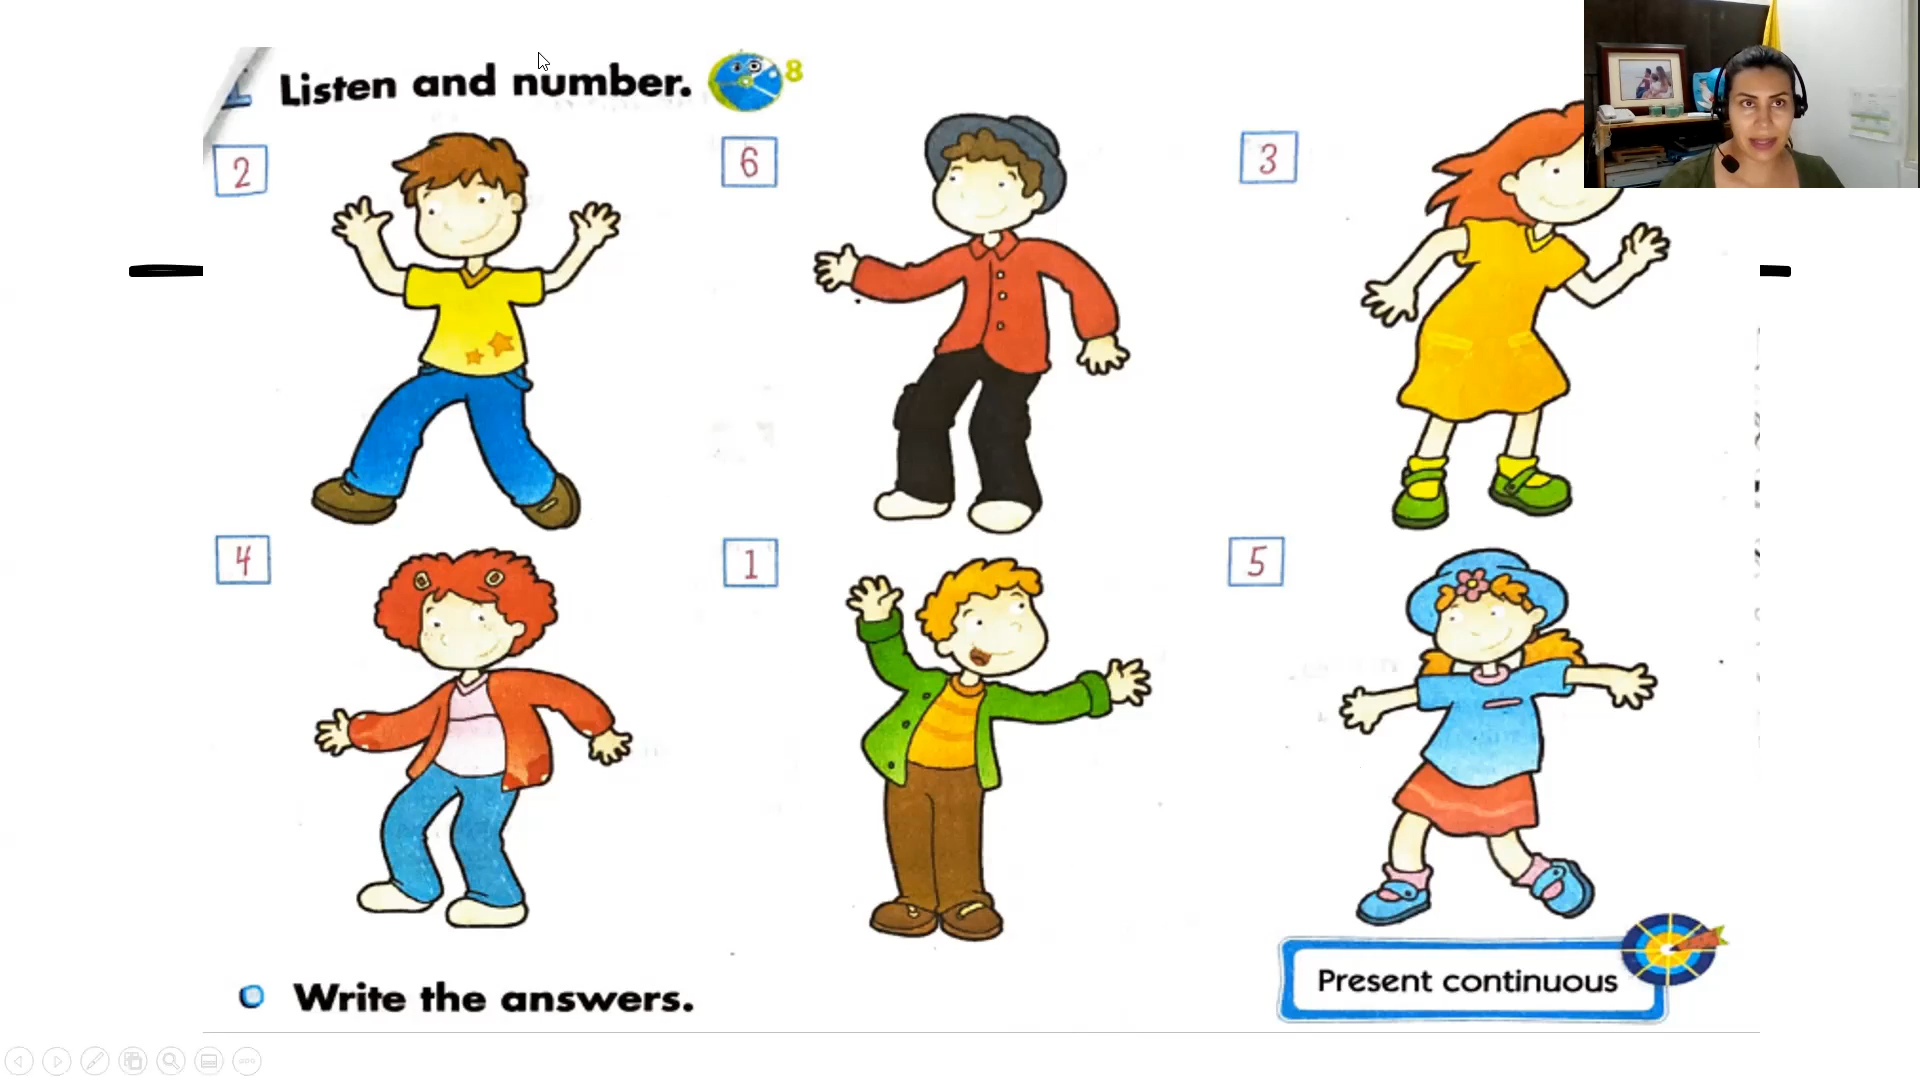 Listen and number. 8
2 6 3
4 1 5
Write the answers.
Present continuous